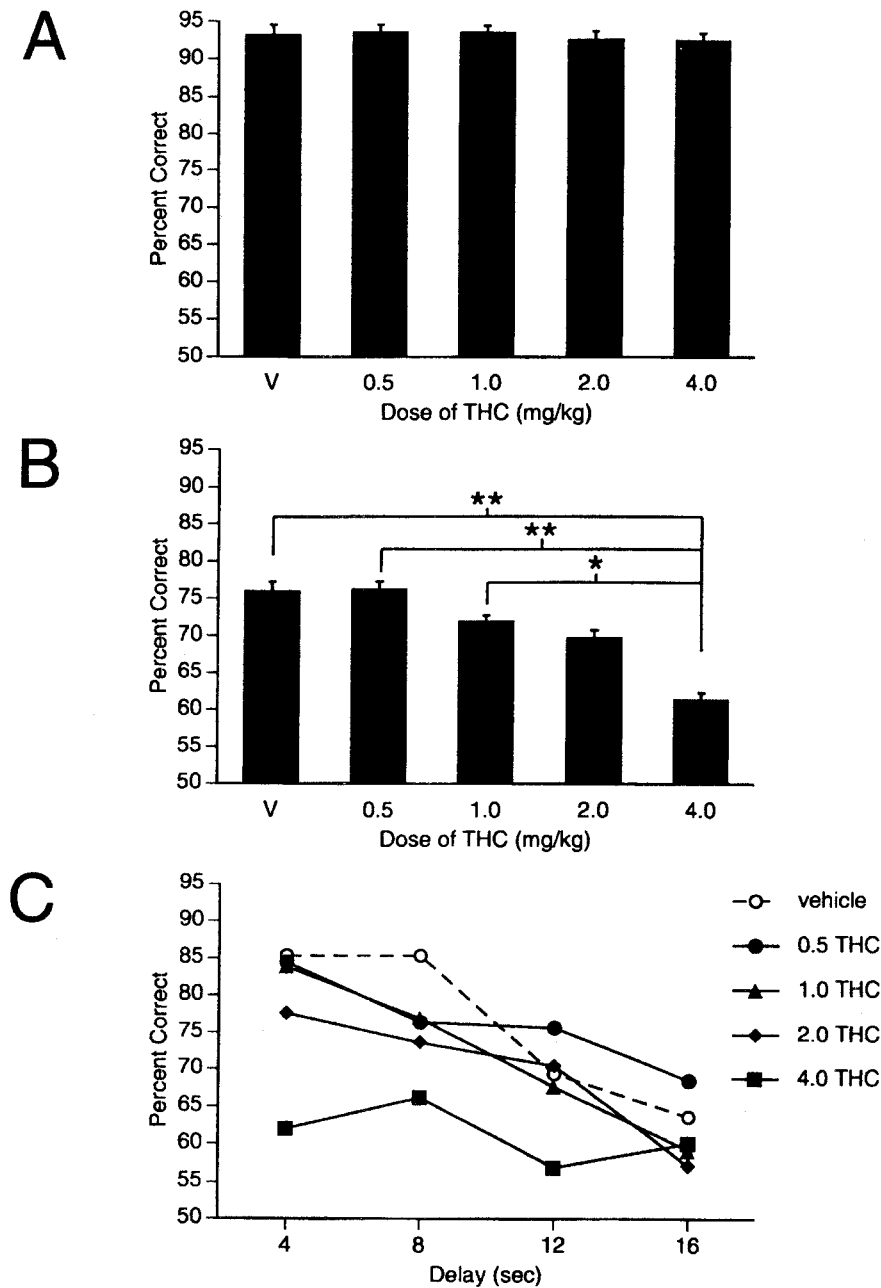 A
Percent Correct
95
90
85
80
75
70
65
60
55
50
V 0.5 1.0 2.0 4.0
Dose of THC (mg/kg)
B
Percent Correct
95
90
85
80
75
70
65
60
55
50
**
**
*
V 0.5 1.0 2.0 4.0
Dose of THC (mg/kg)
C
Percent Correct
95
90
85
80
75
70
65
60
55
50
4 8 12 16
Delay (sec)
vehicle
0.5 THC
1.0 THC
2.0 THC
4.0 THC